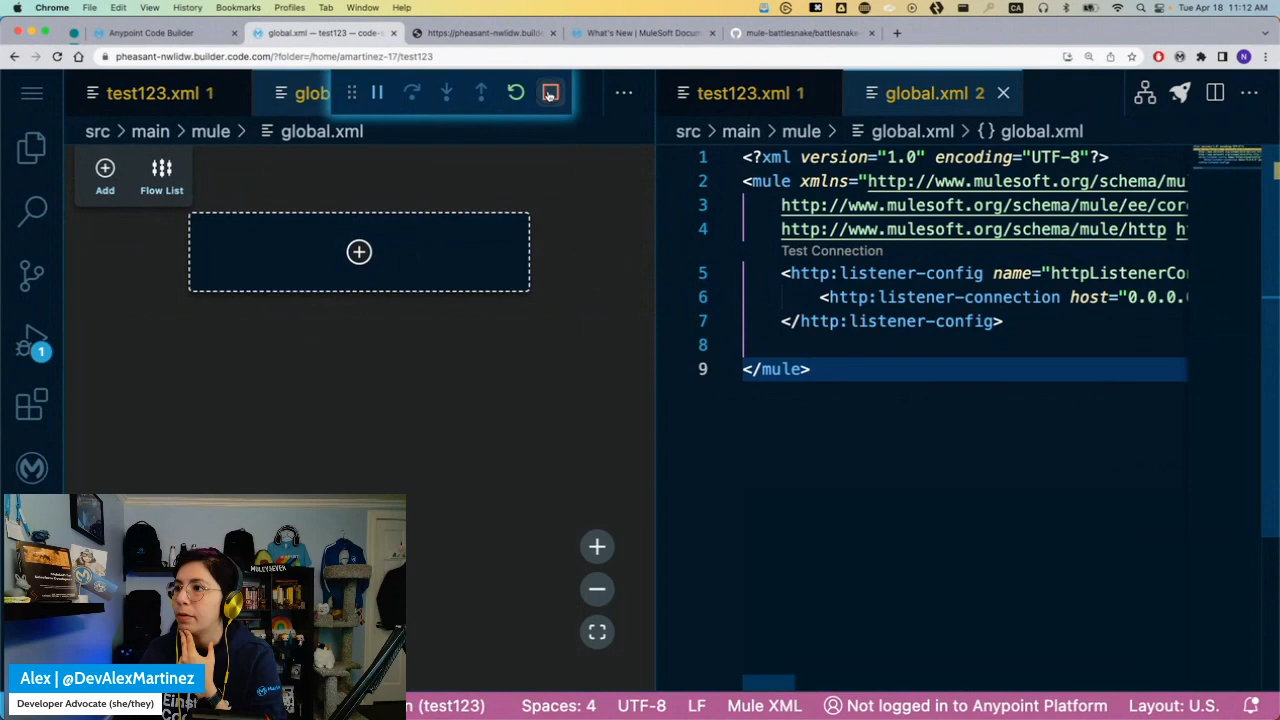 Chrome File Edit View History Bookmarks Profiles Tab Window Help Tue Apr 18 11:12 AM
Anypoint Code Builder global.xml — test123 — code- https://pheasant-nwlidw.builder. What's New | MuleSoft Docum mule-battlesnake/battlesnake
pheasant-nwlidw.builder.code.com/?folder=/home/amartinez-17/test123
test123.xml 1 glob test123.xml 1 global.xml 2
src > main > mule > global.xml src > main > mule > global.xml > {} global.xml
Add Flow List
1 <?xml version="1.0" encoding="UTF-8"?>
2 <mule xmlns="http://www.mulesoft.org/schema/mu
3 http://www.mulesoft.org/schema/mule/ee/cor
4 http://www.mulesoft.org/schema/mule/http h
Test Connection
5 <http:listener-config name="httpListenerCo
6 <http:listener-connection host="0.0.0.
7 </http:listener-config>
8
9 </mule>
1
MULEY4EVER
Alex | @DevAlexMartinez
Developer Advocate (she/they)
(test123) Spaces: 4 UTF-8 LF Mule XML Not logged in to Anypoint Platform Layout: U.S.